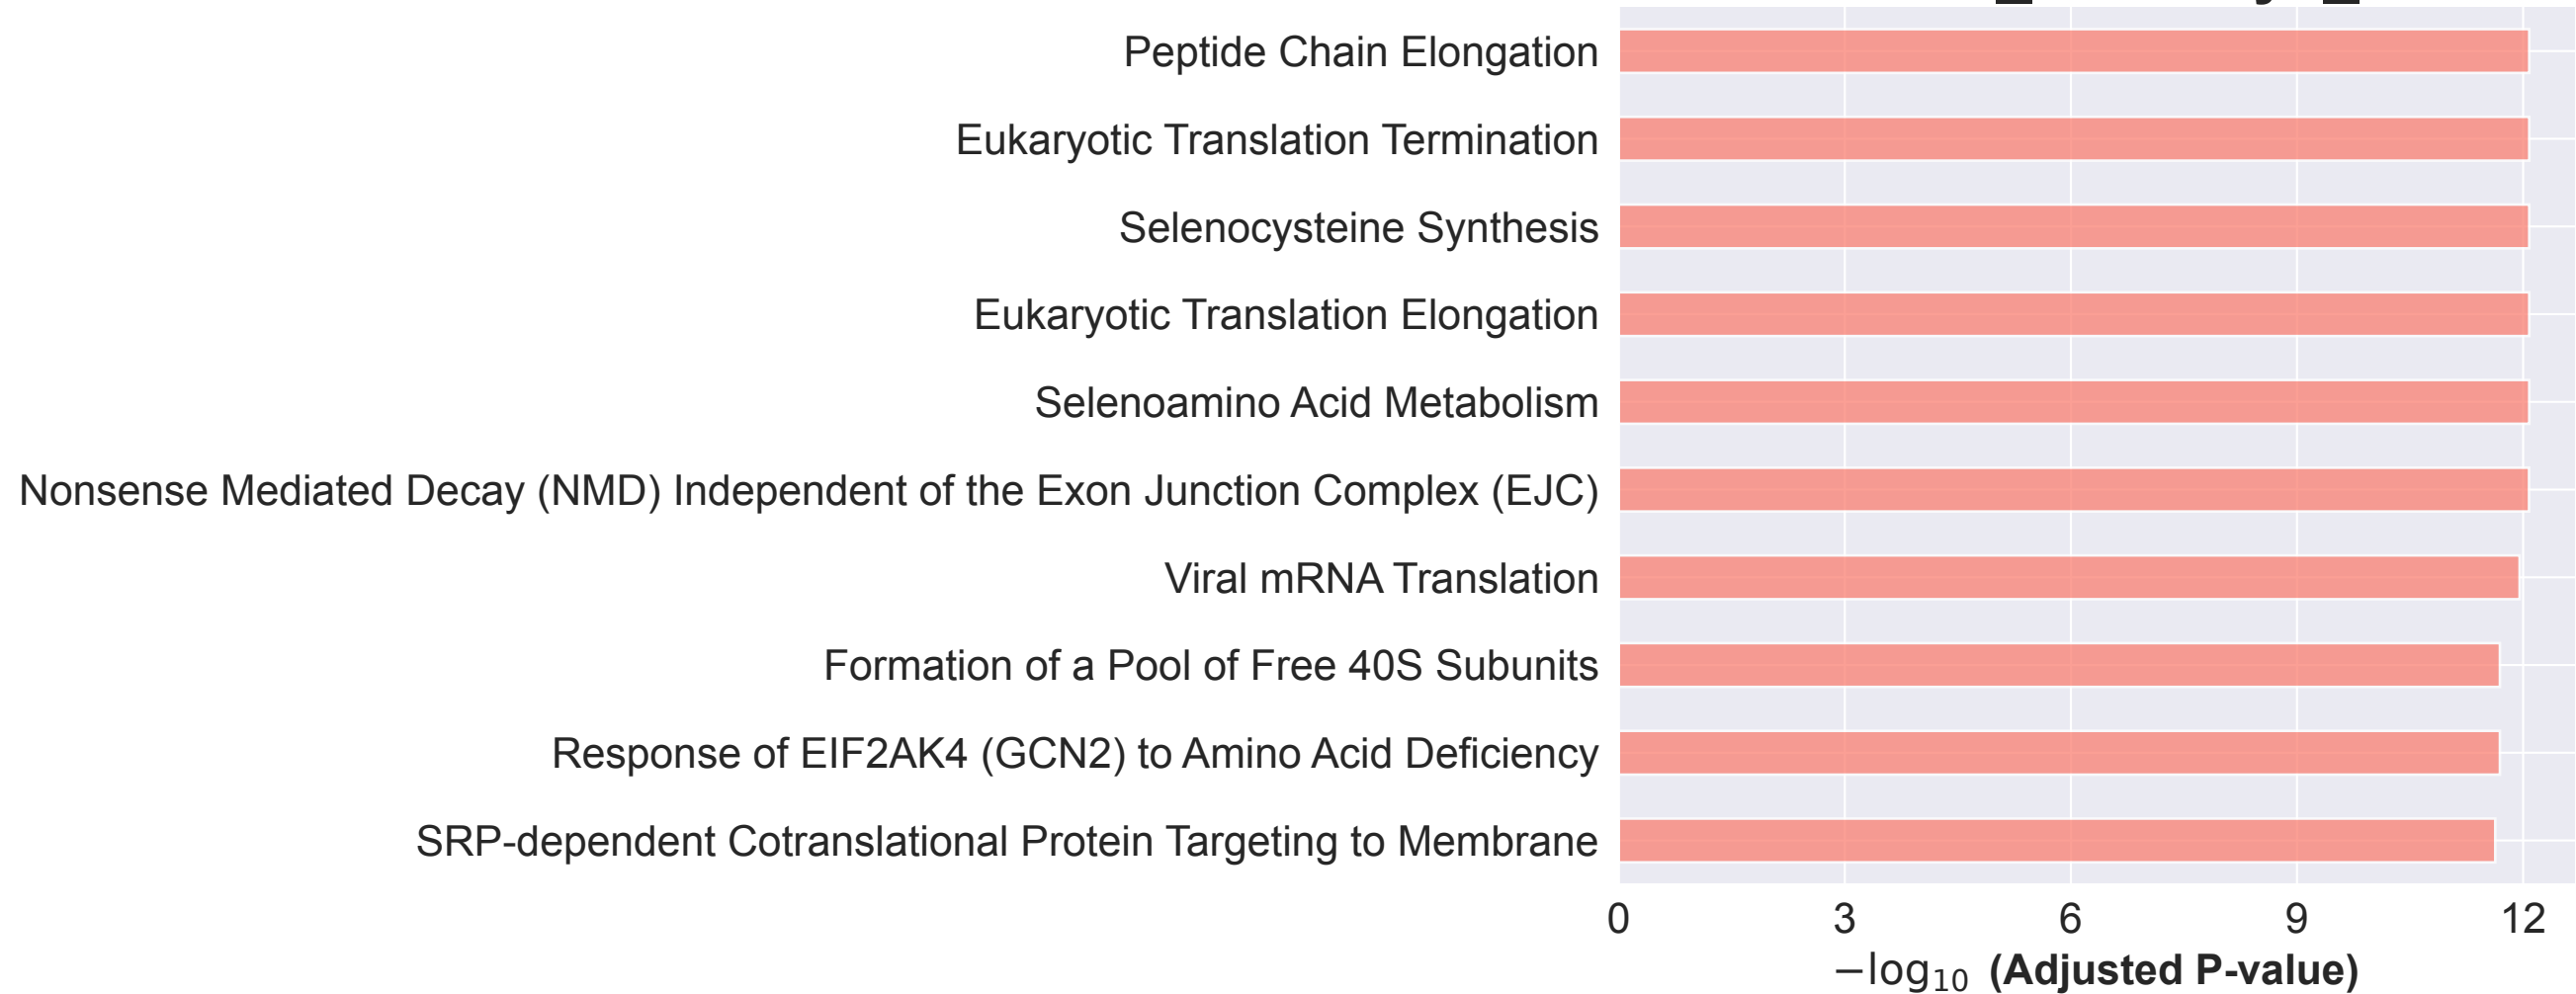 Peptide Chain Elongation
Eukaryotic Translation Termination
Selenocysteine Synthesis
Eukaryotic Translation Elongation
Selenoamino Acid Metabolism
Nonsense Mediated Decay (NMD) Independent of the Exon Junction Complex (EJC)
Viral mRNA Translation
Formation of a Pool of Free 40S Subunits
Response of EIF2AK4 (GCN2) to Amino Acid Deficiency
SRP-dependent Cotranslational Protein Targeting to Membrane
0 3 6 9 12
−log₁₀ (Adjusted P-value)